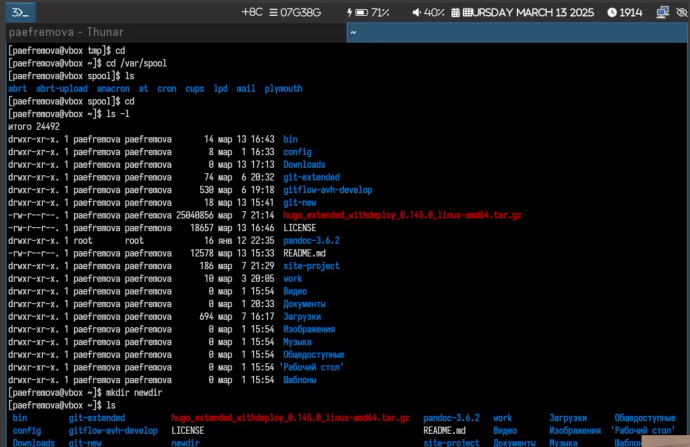 3 +8C 07G38G 71% 40% URSDAY MARCH 13 2025 1914
paefremova - Thunar ~
[paefremova@vbox tmp]$ cd
[paefremova@vbox ~]$ cd /var/spool
[paefremova@vbox spool]$ ls
abrt abrt-upload anacron at cron cups lpd mail plymouth
[paefremova@vbox spool]$ cd
[paefremova@vbox ~]$ ls -l
итого 24492
drwxr-xr-x. 1 paefremova paefremova 14 мар 13 16:43 bin
drwxr-xr-x. 1 paefremova paefremova 8 мар 1 16:33 config
drwxr-xr-x. 1 paefremova paefremova 0 мар 13 17:13 Downloads
drwxr-xr-x. 1 paefremova paefremova 74 мар 6 20:32 git-extended
drwxr-xr-x. 1 paefremova paefremova 530 мар 6 19:18 gitflow-avh-develop
drwxr-xr-x. 1 paefremova paefremova 18 мар 13 15:41 git-new
-rw-r--r--. 1 paefremova paefremova 25040856 мар 7 21:14 hugo_extended_withdeploy_0.145.0_linux-amd64.tar.gz
-rw-r--r--. 1 paefremova paefremova 18657 мар 13 16:46 LICENSE
drwxr-xr-x. 1 root root 16 янв 12 22:35 pandoc-3.6.2
-rw-r--r--. 1 paefremova paefremova 12578 мар 13 15:33 README.md
drwxr-xr-x. 1 paefremova paefremova 186 мар 7 21:29 site-project
drwxr-xr-x. 1 paefremova paefremova 10 мар 3 20:05 work
drwxr-xr-x. 1 paefremova paefremova 0 мар 1 15:54 Видео
drwxr-xr-x. 1 paefremova paefremova 0 мар 1 20:33 Документы
drwxr-xr-x. 1 paefremova paefremova 694 мар 7 16:17 Загрузки
drwxr-xr-x. 1 paefremova paefremova 0 мар 1 15:54 Изображения
drwxr-xr-x. 1 paefremova paefremova 0 мар 1 15:54 Музыка
drwxr-xr-x. 1 paefremova paefremova 0 мар 1 15:54 Общедоступные
drwxr-xr-x. 1 paefremova paefremova 0 мар 1 15:54 'Рабочий стол'
drwxr-xr-x. 1 paefremova paefremova 0 мар 1 15:54 Шаблоны
[paefremova@vbox ~]$ mkdir newdir
[paefremova@vbox ~]$ ls
bin git-extended hugo_extended_withdeploy_0.145.0_linux-amd64.tar.gz pandoc-3.6.2 work Загрузки Общедоступные
config gitflow-avh-develop LICENSE README.md Видео Изображения 'Рабочий стол'
Downloads git-new newdir site-project Документы Музыка Шаблоны